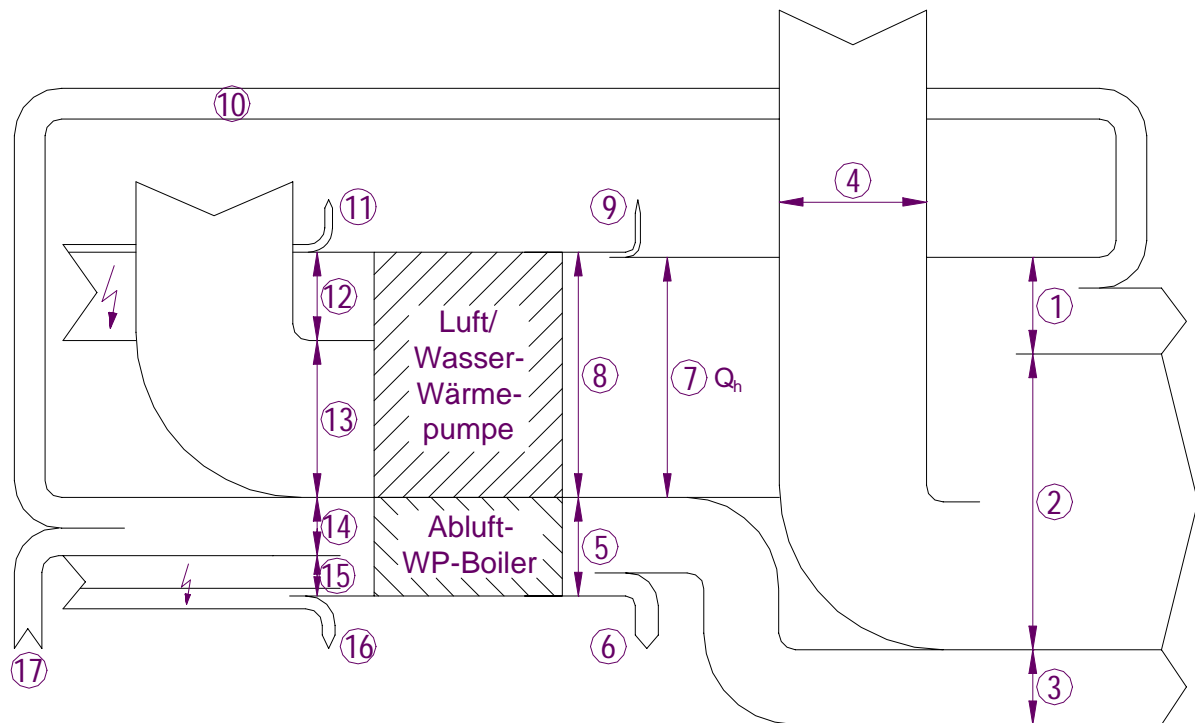 10
4
11
9
12
1
Luft/
Wasser-
Wärme-
pumpe
8
7 Qh
13
2
14
Abluft-
WP-Boiler
5
15
16
6
17
3